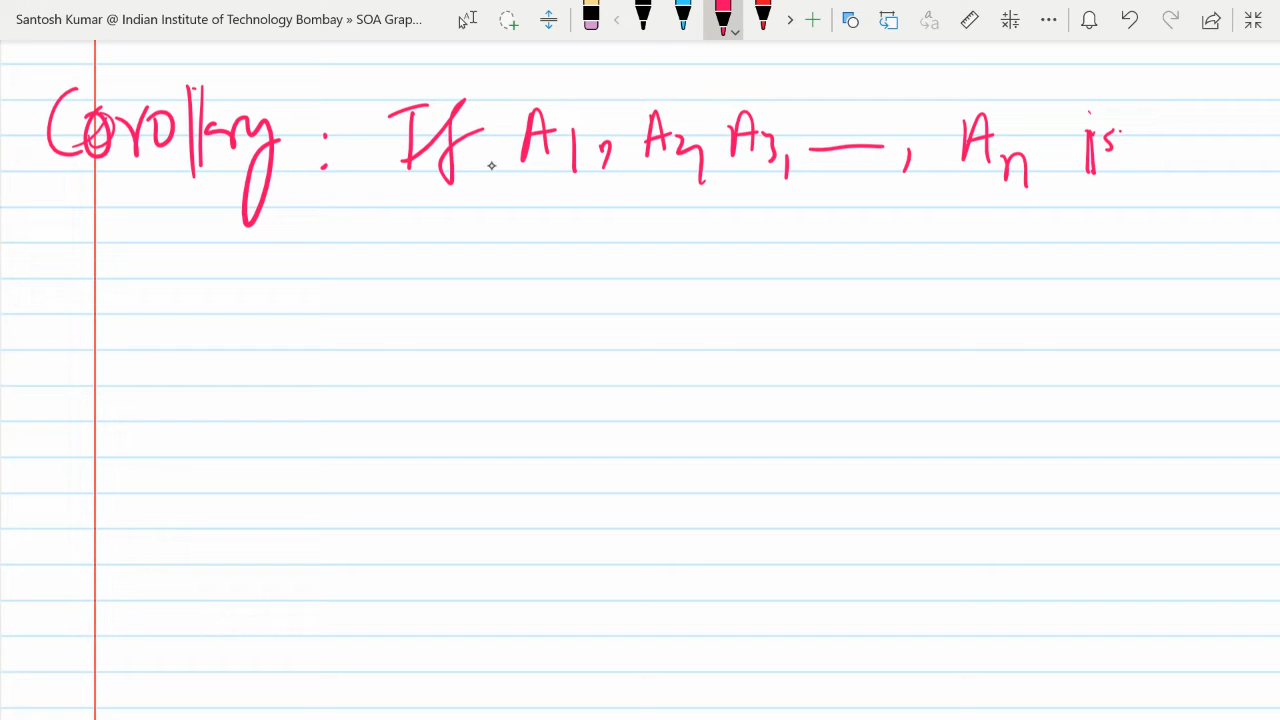 Santosh Kumar @ Indian Institute of Technology Bombay » SOA Grap...
Corollary : If A1, A2, A3, —, An is